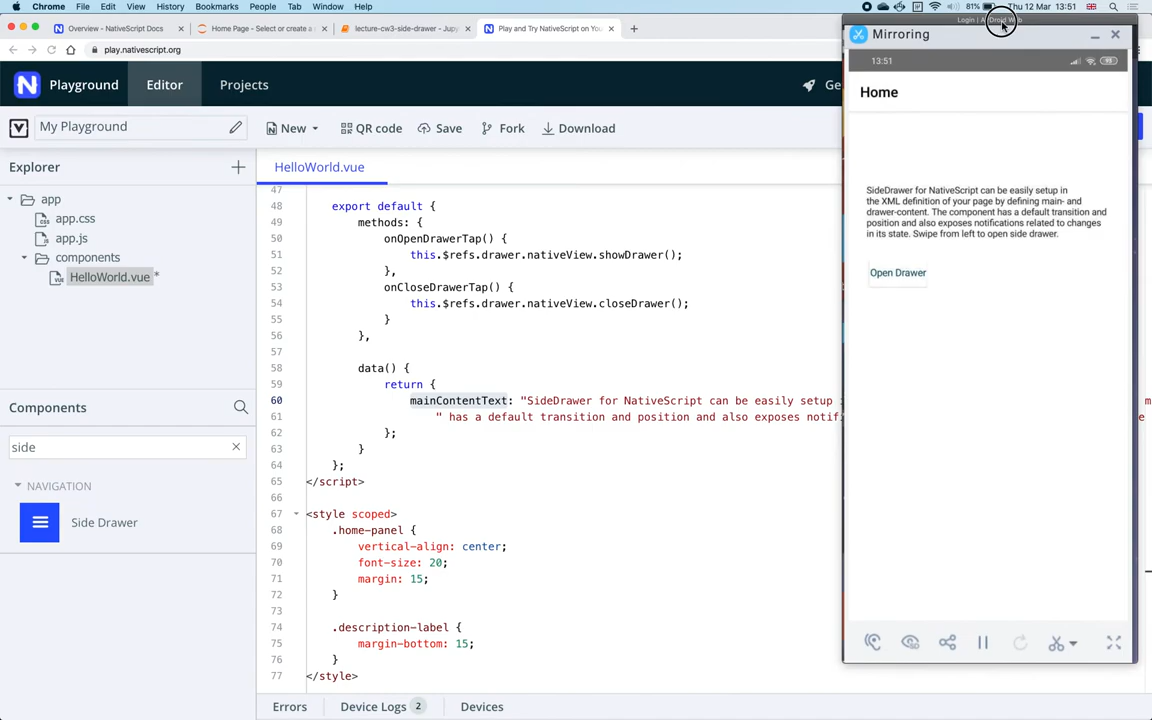 Chrome File Edit View History Bookmarks People Tab Window Help
81% Thu 12 Mar 13:51
Overview - NativeScript Docs
Home Page - Select or create a
lecture-cw3-side-drawer - Jupy
Play and Try NativeScript on You
play.nativescript.org
Playground
Editor
Projects
Ge
My Playground
New
QR code
Save
Fork
Download
Explorer
app
app.css
app.js
components
HelloWorld.vue *
Components
side
NAVIGATION
Side Drawer
HelloWorld.vue
47
48 export default {
49 methods: {
50 onOpenDrawerTap() {
51 this.$refs.drawer.nativeView.showDrawer();
52 },
53 onCloseDrawerTap() {
54 this.$refs.drawer.nativeView.closeDrawer();
55 }
56 },
57
58 data() {
59 return {
60 mainContentText: "SideDrawer for NativeScript can be easily setup
61 " has a default transition and position and also exposes notif
62 };
63 }
64 };
65 </script>
66
67 <style scoped>
68 .home-panel {
69 vertical-align: center;
70 font-size: 20;
71 margin: 15;
72 }
73
74 .description-label {
75 margin-bottom: 15;
76 }
77 </style>
Errors
Device Logs 2
Devices
Mirroring
13:51
93
Home
SideDrawer for NativeScript can be easily setup in
the XML definition of your page by defining main- and
drawer-content. The component has a default transition and
position and also exposes notifications related to changes
in its state. Swipe from left to open side drawer.
Open Drawer